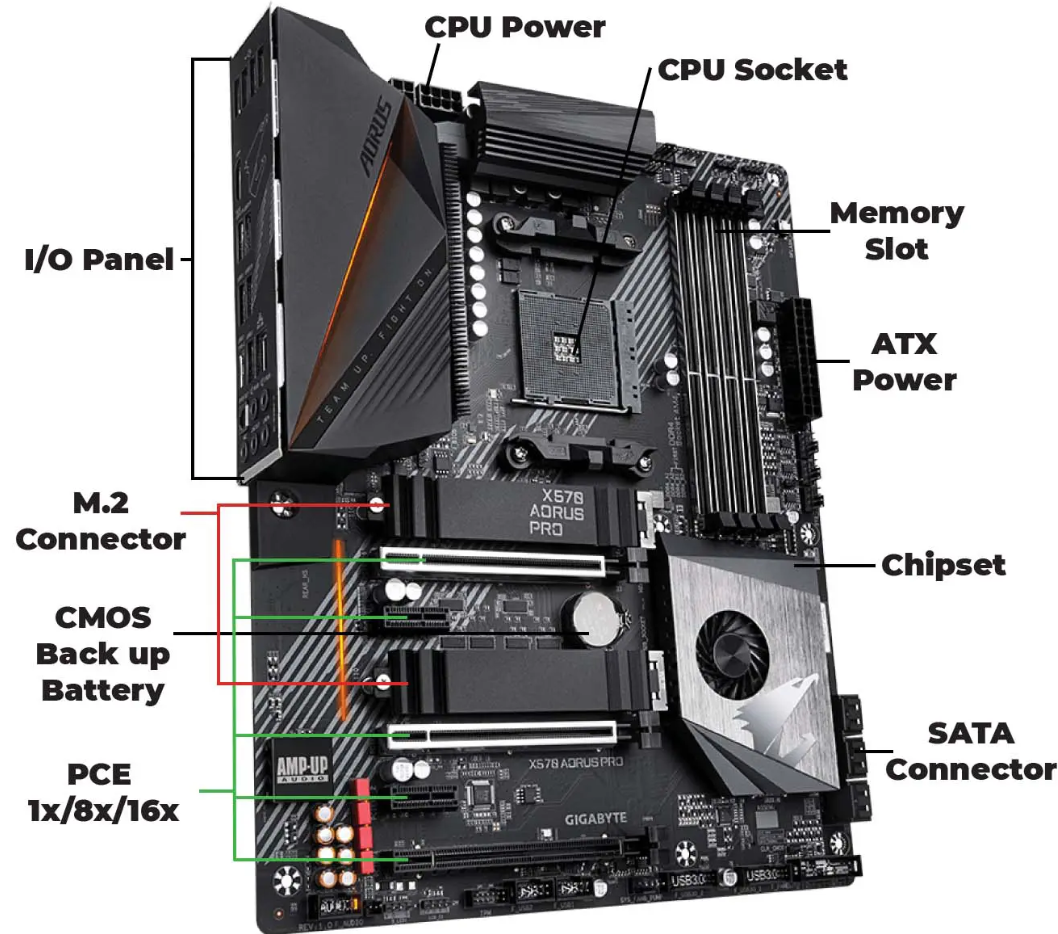 CPU Power
CPU Socket
AORUS
I/O Panel
Memory
Slot
TEAM UP. FIGHT ON
ATX
Power
DDR4
M.2
Connector
X570
AORUS
PRO
Chipset
CMOS
Back up
Battery
SATA
Connector
PCE
1x/8x/16x
AMP-UP
AUDIO
X570 AORUS PRO
GIGABYTE
USB3.0
USB3.0